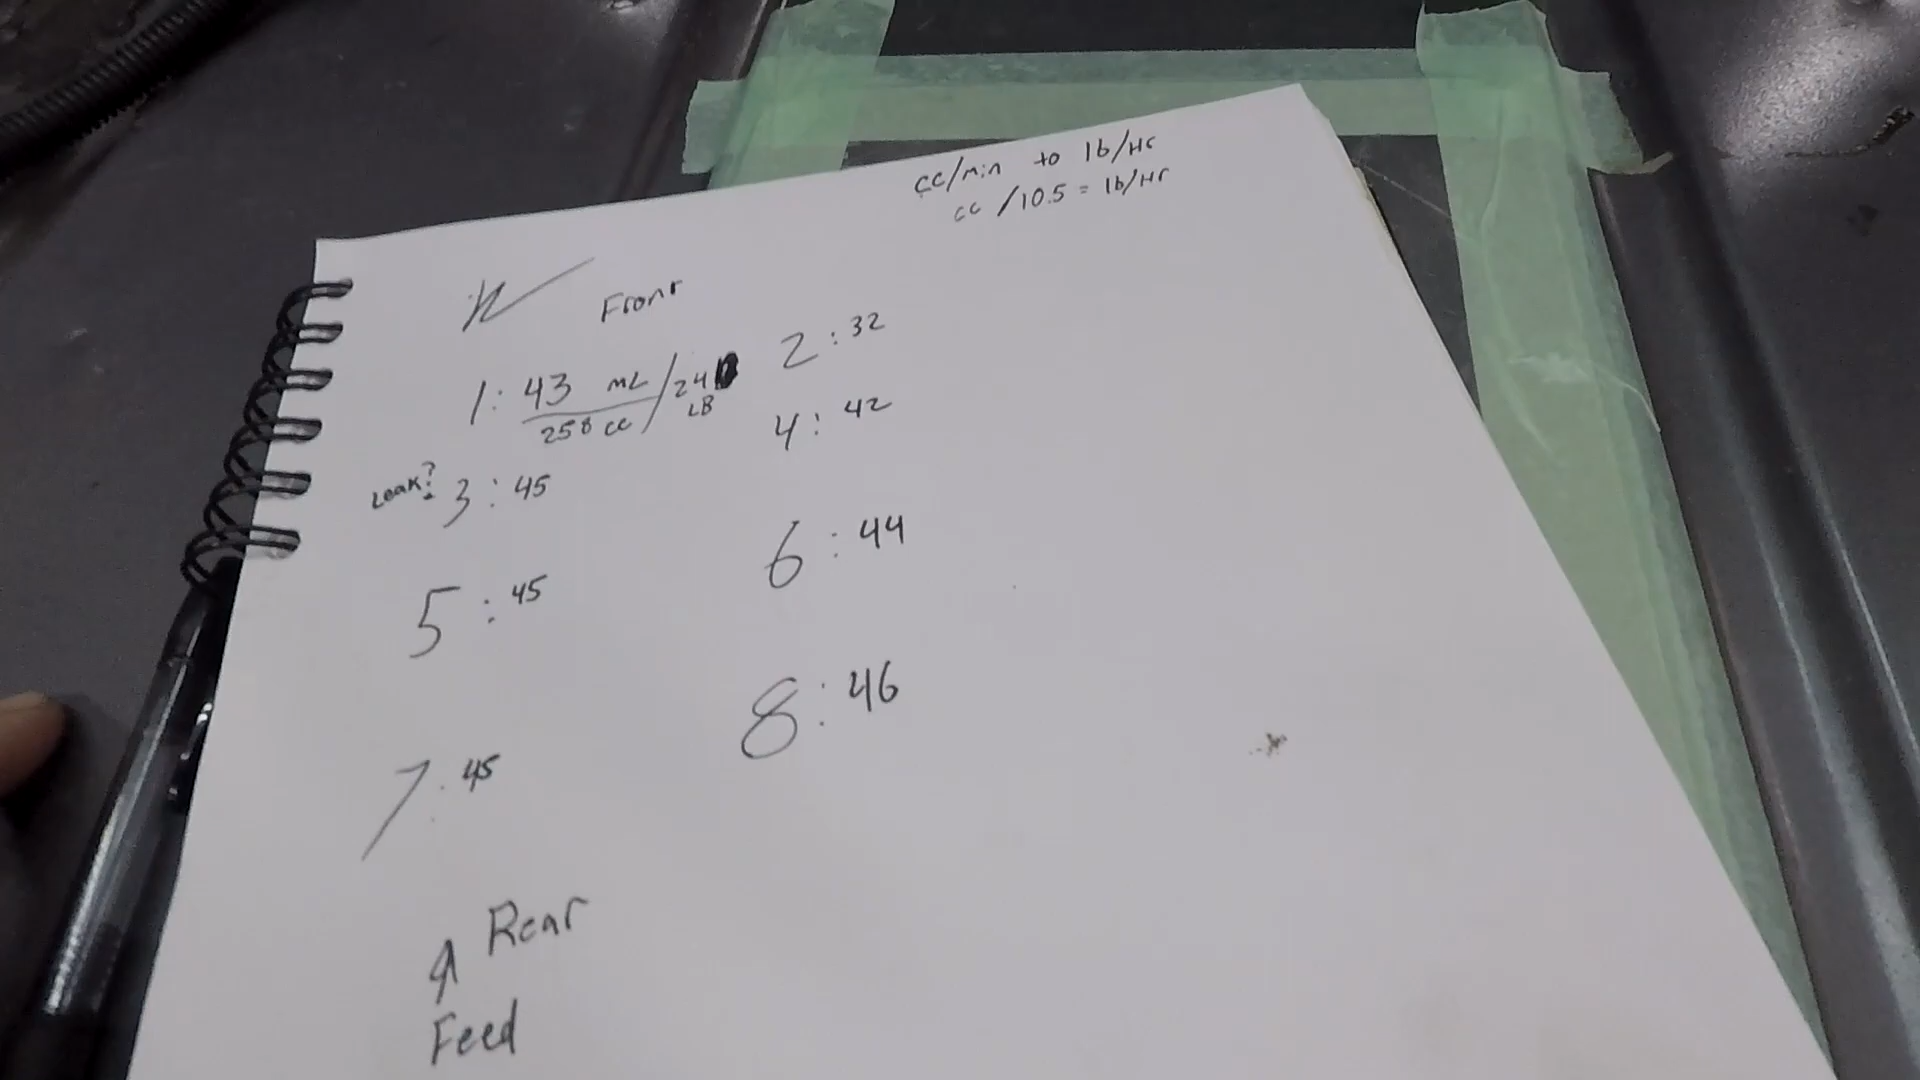 cc/min to lb/Hr
cc /10.5 = lb/Hr
Front
1: 43 mL / 24 LB
258 cc
2: 32
Leak? 3: 45
4: 42
5: 45
6: 44
7: 45
8: 46
Rear
Feed